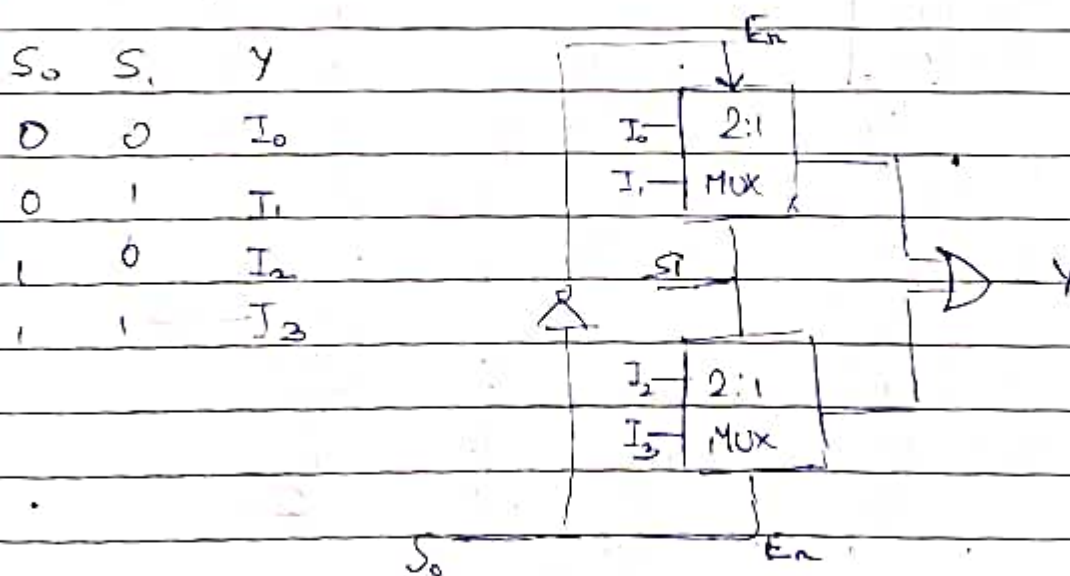 En
S₀ S₁ Y
0 0 I₀
0 1 I₁
1 0 I₂
1 1 I₃
I₀ 2:1
I₁ MUX
S1
Y
I₂ 2:1
I₃ MUX
S₀ En